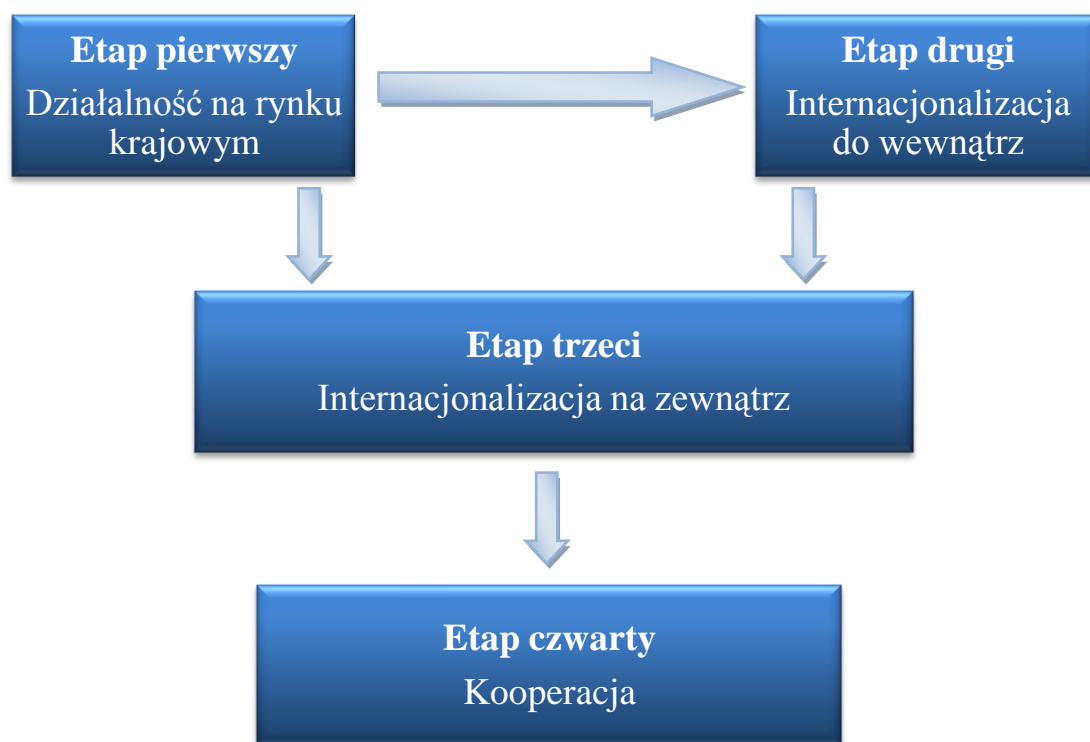 Etap pierwszy
Działalność na rynku
krajowym
Etap drugi
Internacjonalizacja
do wewnątrz
Etap trzeci
Internacjonalizacja na zewnątrz
Etap czwarty
Kooperacja